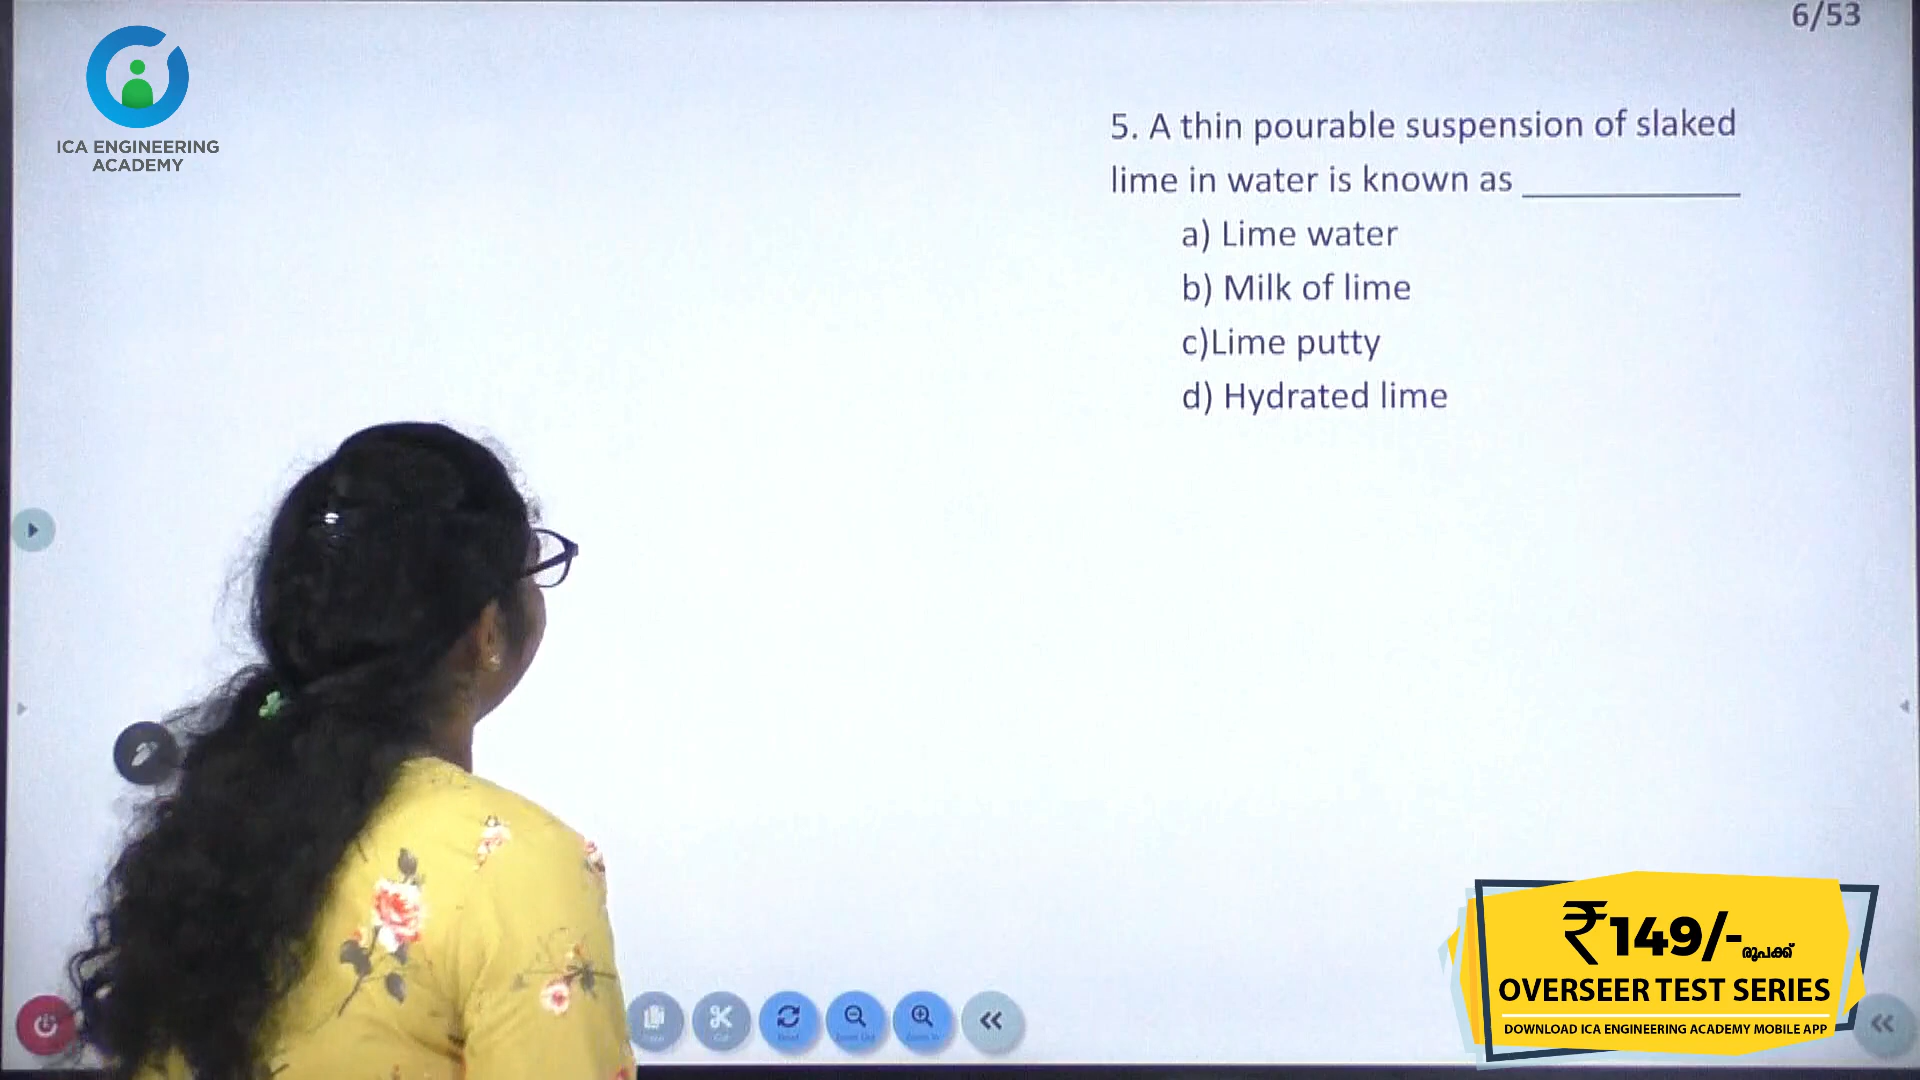 6/53
ICA ENGINEERING
ACADEMY
5. A thin pourable suspension of slaked
lime in water is known as ____________
a) Lime water
b) Milk of lime
c)Lime putty
d) Hydrated lime
₹149/- രൂപക്ക്
OVERSEER TEST SERIES
DOWNLOAD ICA ENGINEERING ACADEMY MOBILE APP